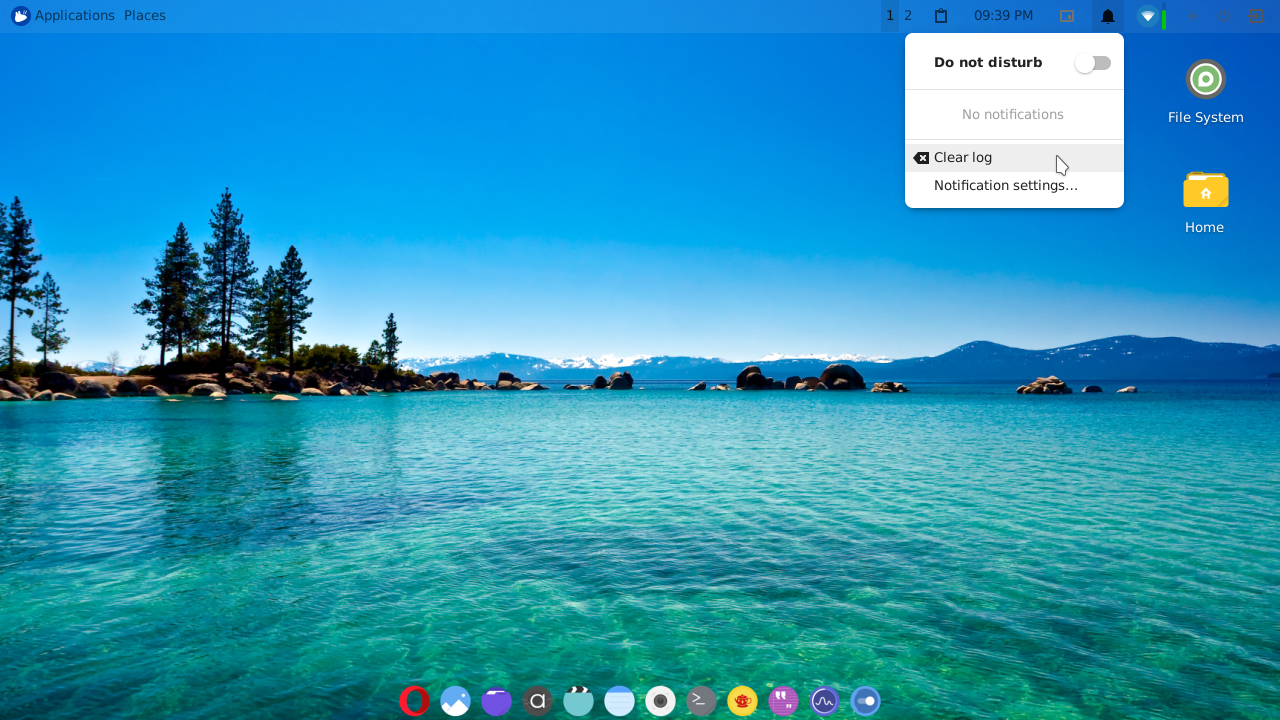 Applications Places 1 2 09:39 PM
Do not disturb
No notifications
Clear log
Notification settings...
File System
Home